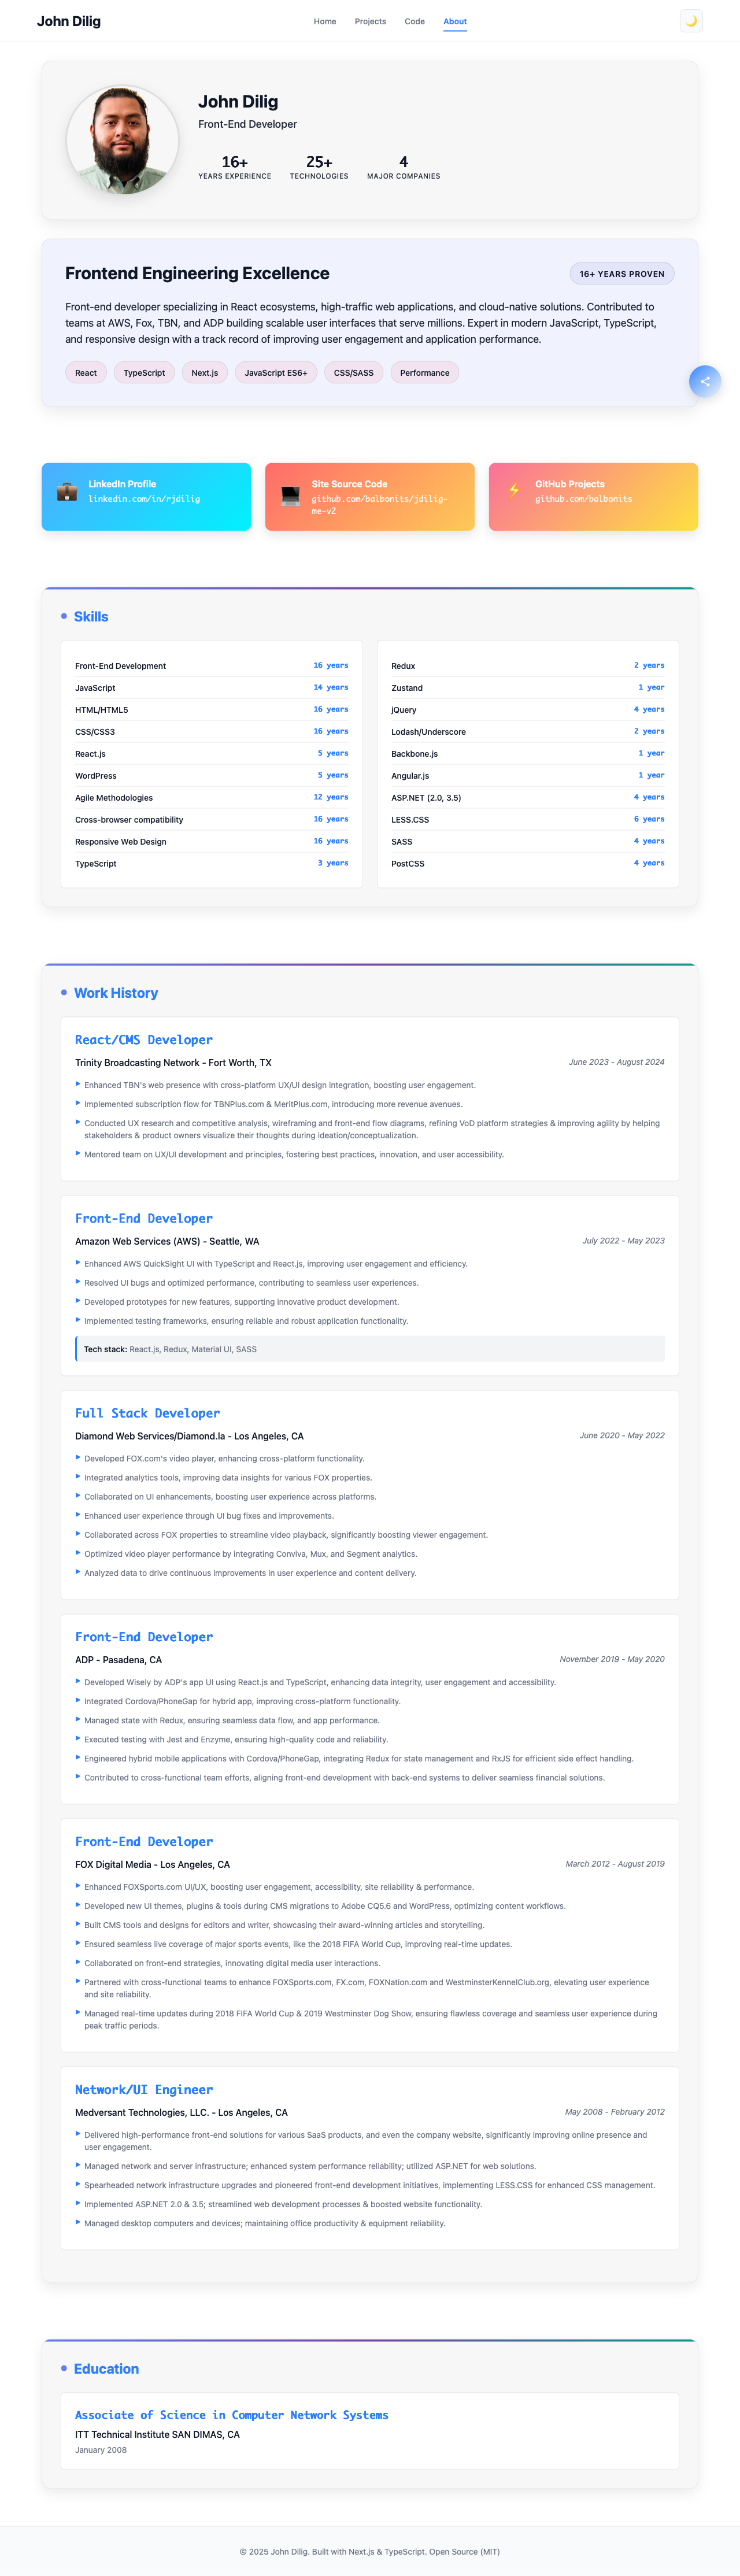 John Dilig
Home
Projects
Code
About
John Dilig
Front-End Developer
16+
YEARS EXPERIENCE
25+
TECHNOLOGIES
4
MAJOR COMPANIES
Frontend Engineering Excellence
16+ YEARS PROVEN
Front-end developer specializing in React ecosystems, high-traffic web applications, and cloud-native solutions. Contributed to
teams at AWS, Fox, TBN, and ADP building scalable user interfaces that serve millions. Expert in modern JavaScript, TypeScript,
and responsive design with a track record of improving user engagement and application performance.
React
TypeScript
Next.js
JavaScript ES6+
CSS/SASS
Performance
LinkedIn Profile
linkedin.com/in/rjdilig
Site Source Code
github.com/balbonits/jdilig-
me-v2
GitHub Projects
github.com/balbonits
Skills
Front-End Development 16 years
JavaScript 14 years
HTML/HTML5 16 years
CSS/CSS3 16 years
React.js 5 years
WordPress 5 years
Agile Methodologies 12 years
Cross-browser compatibility 16 years
Responsive Web Design 16 years
TypeScript 3 years
Redux 2 years
Zustand 1 year
jQuery 4 years
Lodash/Underscore 2 years
Backbone.js 1 year
Angular.js 1 year
ASP.NET (2.0, 3.5) 4 years
LESS.CSS 6 years
SASS 4 years
PostCSS 4 years
Work History
React/CMS Developer
Trinity Broadcasting Network - Fort Worth, TX June 2023 - August 2024
Enhanced TBN's web presence with cross-platform UX/UI design integration, boosting user engagement.
Implemented subscription flow for TBNPlus.com & MeritPlus.com, introducing more revenue avenues.
Conducted UX research and competitive analysis, wireframing and front-end flow diagrams, refining VoD platform strategies & improving agility by helping
stakeholders & product owners visualize their thoughts during ideation/conceptualization.
Mentored team on UX/UI development and principles, fostering best practices, innovation, and user accessibility.
Front-End Developer
Amazon Web Services (AWS) - Seattle, WA July 2022 - May 2023
Enhanced AWS QuickSight UI with TypeScript and React.js, improving user engagement and efficiency.
Resolved UI bugs and optimized performance, contributing to seamless user experiences.
Developed prototypes for new features, supporting innovative product development.
Implemented testing frameworks, ensuring reliable and robust application functionality.
Tech stack: React.js, Redux, Material UI, SASS
Full Stack Developer
Diamond Web Services/Diamond.la - Los Angeles, CA June 2020 - May 2022
Developed FOX.com's video player, enhancing cross-platform functionality.
Integrated analytics tools, improving data insights for various FOX properties.
Collaborated on UI enhancements, boosting user experience across platforms.
Enhanced user experience through UI bug fixes and improvements.
Collaborated across FOX properties to streamline video playback, significantly boosting viewer engagement.
Optimized video player performance by integrating Conviva, Mux, and Segment analytics.
Analyzed data to drive continuous improvements in user experience and content delivery.
Front-End Developer
ADP - Pasadena, CA November 2019 - May 2020
Developed Wisely by ADP's app UI using React.js and TypeScript, enhancing data integrity, user engagement and accessibility.
Integrated Cordova/PhoneGap for hybrid app, improving cross-platform functionality.
Managed state with Redux, ensuring seamless data flow, and app performance.
Executed testing with Jest and Enzyme, ensuring high-quality code and reliability.
Engineered hybrid mobile applications with Cordova/PhoneGap, integrating Redux for state management and RxJS for efficient side effect handling.
Contributed to cross-functional team efforts, aligning front-end development with back-end systems to deliver seamless financial solutions.
Front-End Developer
FOX Digital Media - Los Angeles, CA March 2012 - August 2019
Enhanced FOXSports.com UI/UX, boosting user engagement, accessibility, site reliability & performance.
Developed new UI themes, plugins & tools during CMS migrations to Adobe CQ5.6 and WordPress, optimizing content workflows.
Built CMS tools and designs for editors and writer, showcasing their award-winning articles and storytelling.
Ensured seamless live coverage of major sports events, like the 2018 FIFA World Cup, improving real-time updates.
Collaborated on front-end strategies, innovating digital media user interactions.
Partnered with cross-functional teams to enhance FOXSports.com, FX.com, FOXNation.com and WestminsterKennelClub.org, elevating user experience
and site reliability.
Managed real-time updates during 2018 FIFA World Cup & 2019 Westminster Dog Show, ensuring flawless coverage and seamless user experience during
peak traffic periods.
Network/UI Engineer
Medversant Technologies, LLC. - Los Angeles, CA May 2008 - February 2012
Delivered high-performance front-end solutions for various SaaS products, and even the company website, significantly improving online presence and
user engagement.
Managed network and server infrastructure; enhanced system performance reliability; utilized ASP.NET for web solutions.
Spearheaded network infrastructure upgrades and pioneered front-end development initiatives, implementing LESS.CSS for enhanced CSS management.
Implemented ASP.NET 2.0 & 3.5; streamlined web development processes & boosted website functionality.
Managed desktop computers and devices; maintaining office productivity & equipment reliability.
Education
Associate of Science in Computer Network Systems
ITT Technical Institute SAN DIMAS, CA
January 2008
© 2025 John Dilig. Built with Next.js & TypeScript. Open Source (MIT)